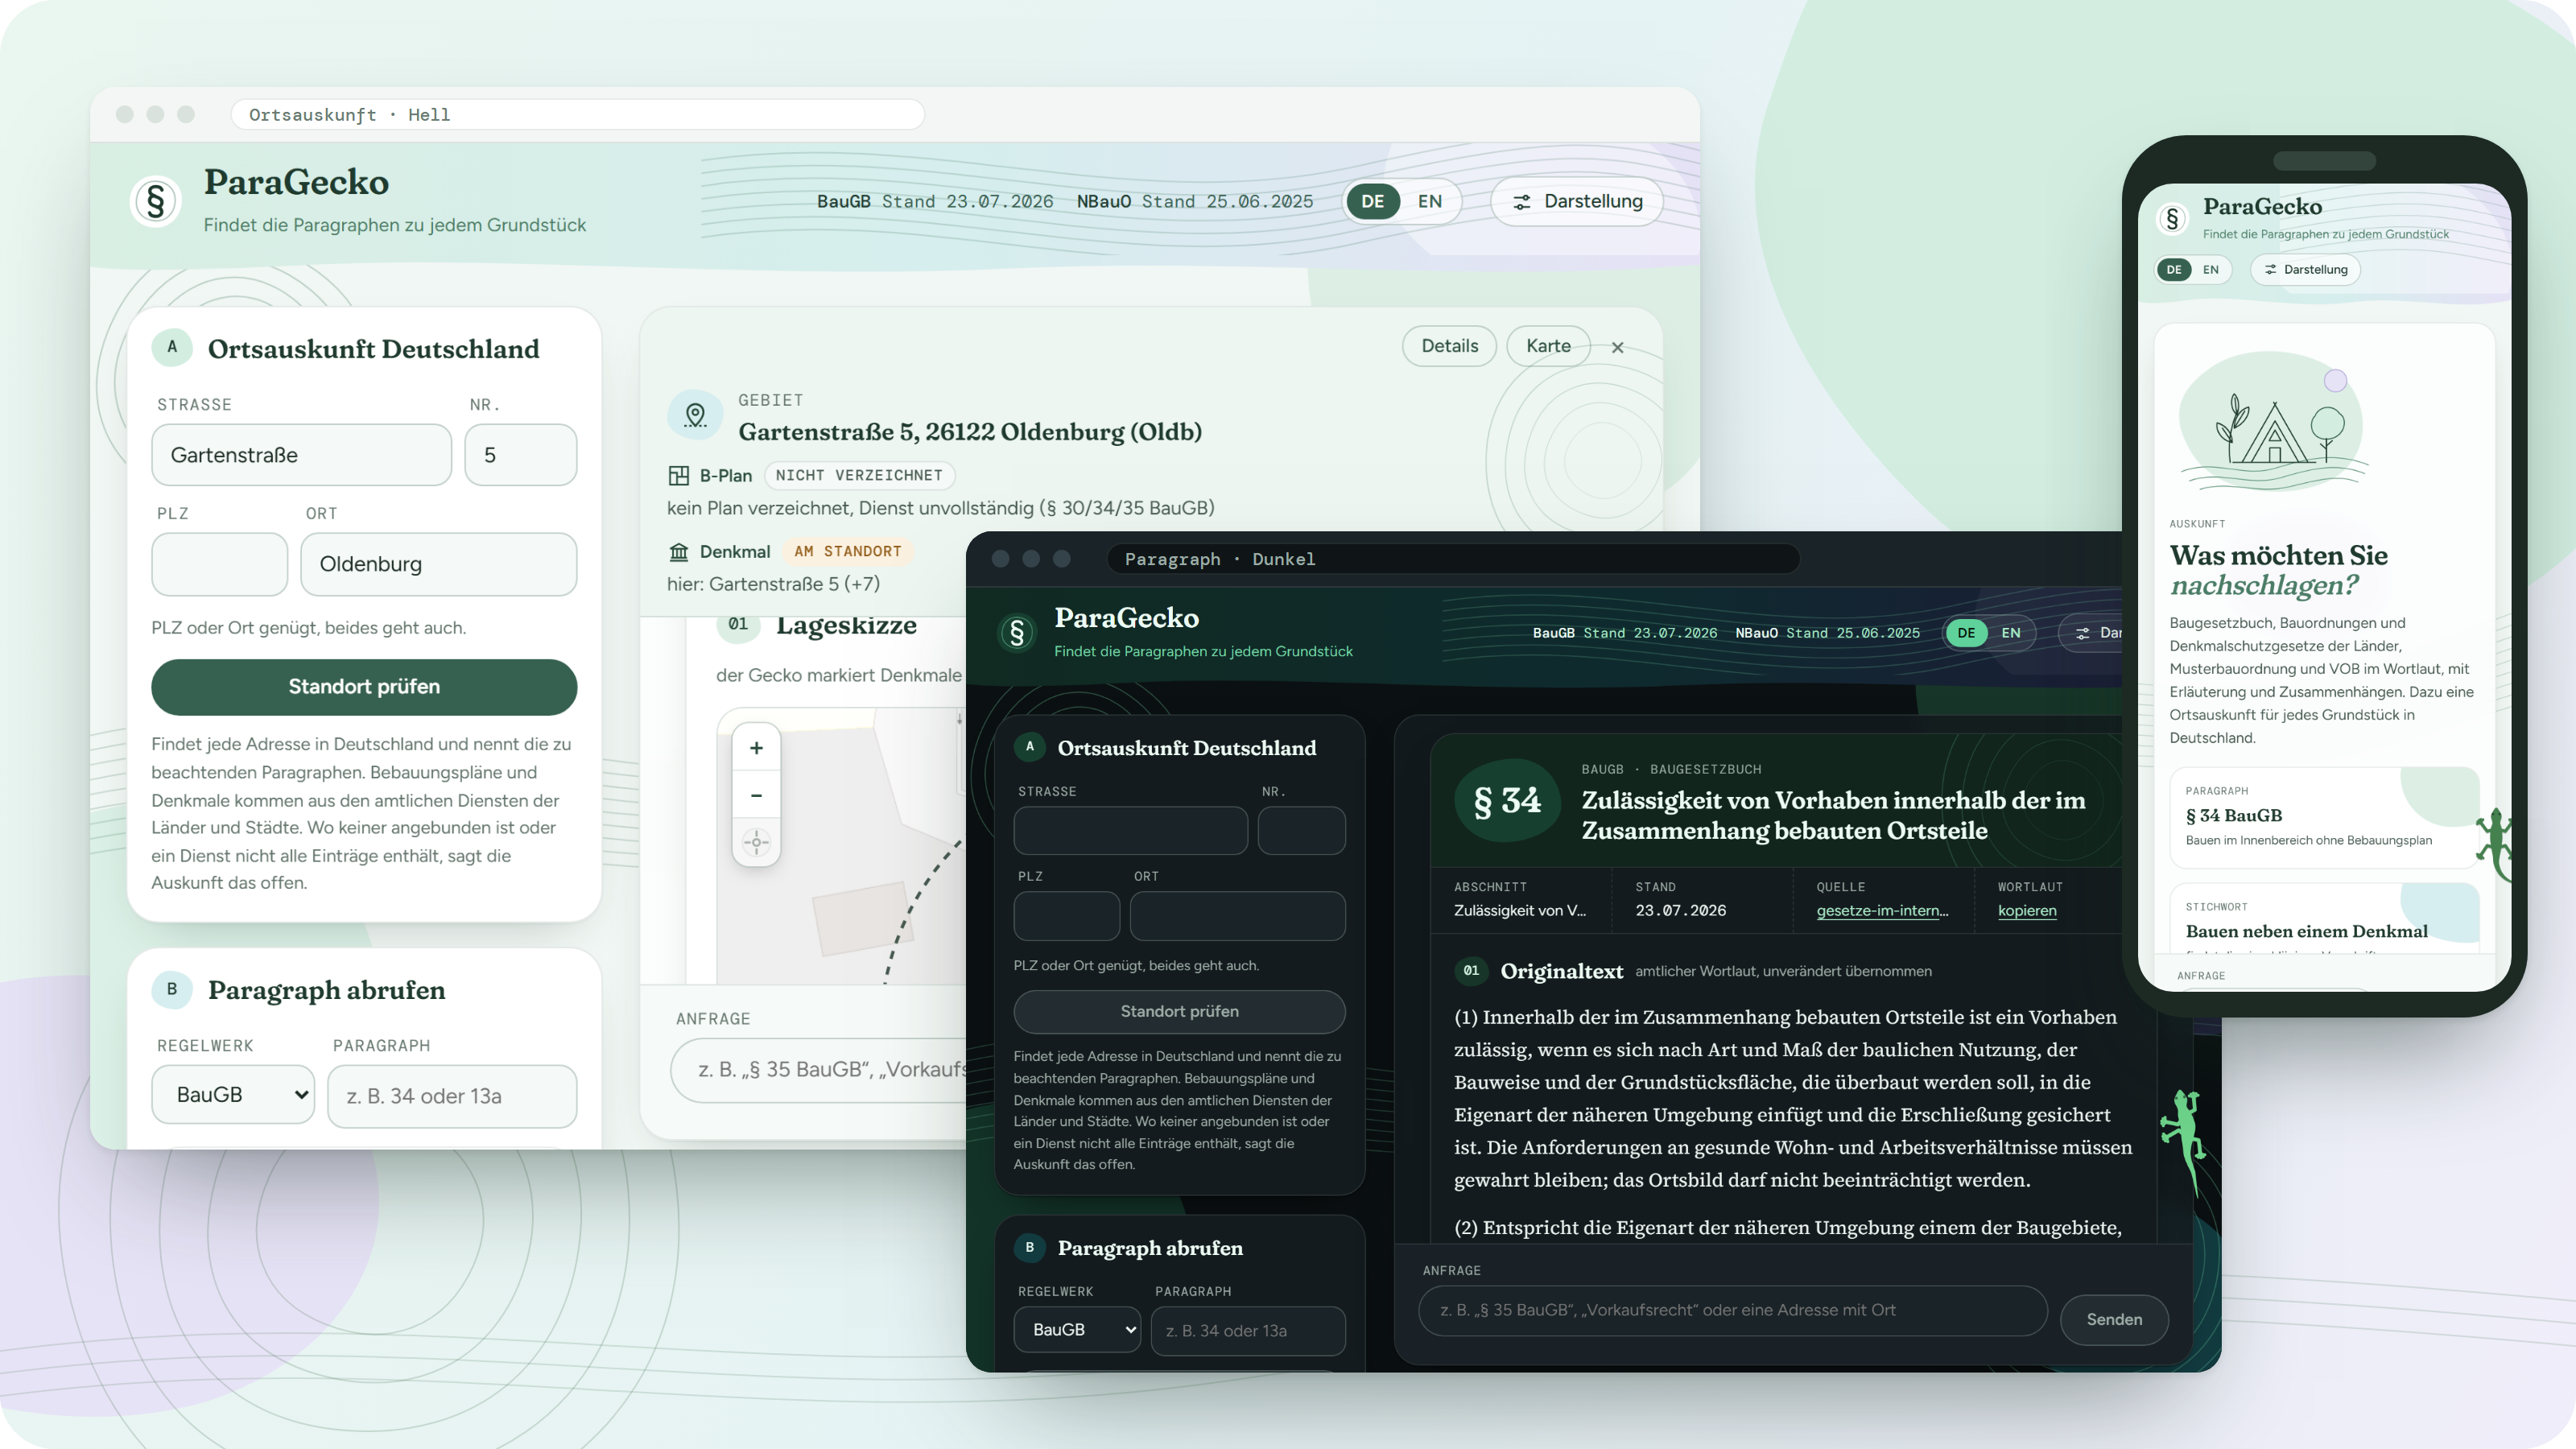 Ortsauskunft · Hell
§
ParaGecko
Findet die Paragraphen zu jedem Grundstück
BauGB Stand 23.07.2026 NBauO Stand 25.06.2025
DE EN
Darstellung
A Ortsauskunft Deutschland
STRASSE NR.
Gartenstraße 5
PLZ ORT
Oldenburg
PLZ oder Ort genügt, beides geht auch.
Standort prüfen
Findet jede Adresse in Deutschland und nennt die zu
beachtenden Paragraphen. Bebauungspläne und
Denkmale kommen aus den amtlichen Diensten der
Länder und Städte. Wo keiner angebunden ist oder
ein Dienst nicht alle Einträge enthält, sagt die
Auskunft das offen.
B Paragraph abrufen
REGELWERK PARAGRAPH
BauGB z. B. 34 oder 13a
Details Karte ×
GEBIET
Gartenstraße 5, 26122 Oldenburg (Oldb)
B-Plan NICHT VERZEICHNET
kein Plan verzeichnet, Dienst unvollständig (§ 30/34/35 BauGB)
Denkmal AM STANDORT
hier: Gartenstraße 5 (+7)
01 Lageskizze
der Gecko markiert Denkmale
+
−
ANFRAGE
z. B. „§ 35 BauGB“, „Vorkaufs
Paragraph · Dunkel
§
ParaGecko
Findet die Paragraphen zu jedem Grundstück
BauGB Stand 23.07.2026 NBauO Stand 25.06.2025
DE EN
Dar
A Ortsauskunft Deutschland
STRASSE NR.
PLZ ORT
PLZ oder Ort genügt, beides geht auch.
Standort prüfen
Findet jede Adresse in Deutschland und nennt die zu
beachtenden Paragraphen. Bebauungspläne und
Denkmale kommen aus den amtlichen Diensten der
Länder und Städte. Wo keiner angebunden ist oder
ein Dienst nicht alle Einträge enthält, sagt die
Auskunft das offen.
B Paragraph abrufen
REGELWERK PARAGRAPH
BauGB z. B. 34 oder 13a
§ 34
BAUGB · BAUGESETZBUCH
Zulässigkeit von Vorhaben innerhalb der im
Zusammenhang bebauten Ortsteile
ABSCHNITT STAND QUELLE WORTLAUT
Zulässigkeit von V... 23.07.2026 gesetze-im-intern... kopieren
01 Originaltext amtlicher Wortlaut, unverändert übernommen
(1) Innerhalb der im Zusammenhang bebauten Ortsteile ist ein Vorhaben
zulässig, wenn es sich nach Art und Maß der baulichen Nutzung, der
Bauweise und der Grundstücksfläche, die überbaut werden soll, in die
Eigenart der näheren Umgebung einfügt und die Erschließung gesichert
ist. Die Anforderungen an gesunde Wohn- und Arbeitsverhältnisse müssen
gewahrt bleiben; das Ortsbild darf nicht beeinträchtigt werden.
(2) Entspricht die Eigenart der näheren Umgebung einem der Baugebiete,
ANFRAGE
z. B. „§ 35 BauGB“, „Vorkaufsrecht“ oder eine Adresse mit Ort
Senden
§
ParaGecko
Findet die Paragraphen zu jedem Grundstück
DE EN
Darstellung
AUSKUNFT
Was möchten Sie
nachschlagen?
Baugesetzbuch, Bauordnungen und
Denkmalschutzgesetze der Länder,
Musterbauordnung und VOB im Wortlaut, mit
Erläuterung und Zusammenhängen. Dazu eine
Ortsauskunft für jedes Grundstück in
Deutschland.
PARAGRAPH
§ 34 BauGB
Bauen im Innenbereich ohne Bebauungsplan
STICHWORT
Bauen neben einem Denkmal
ANFRAGE